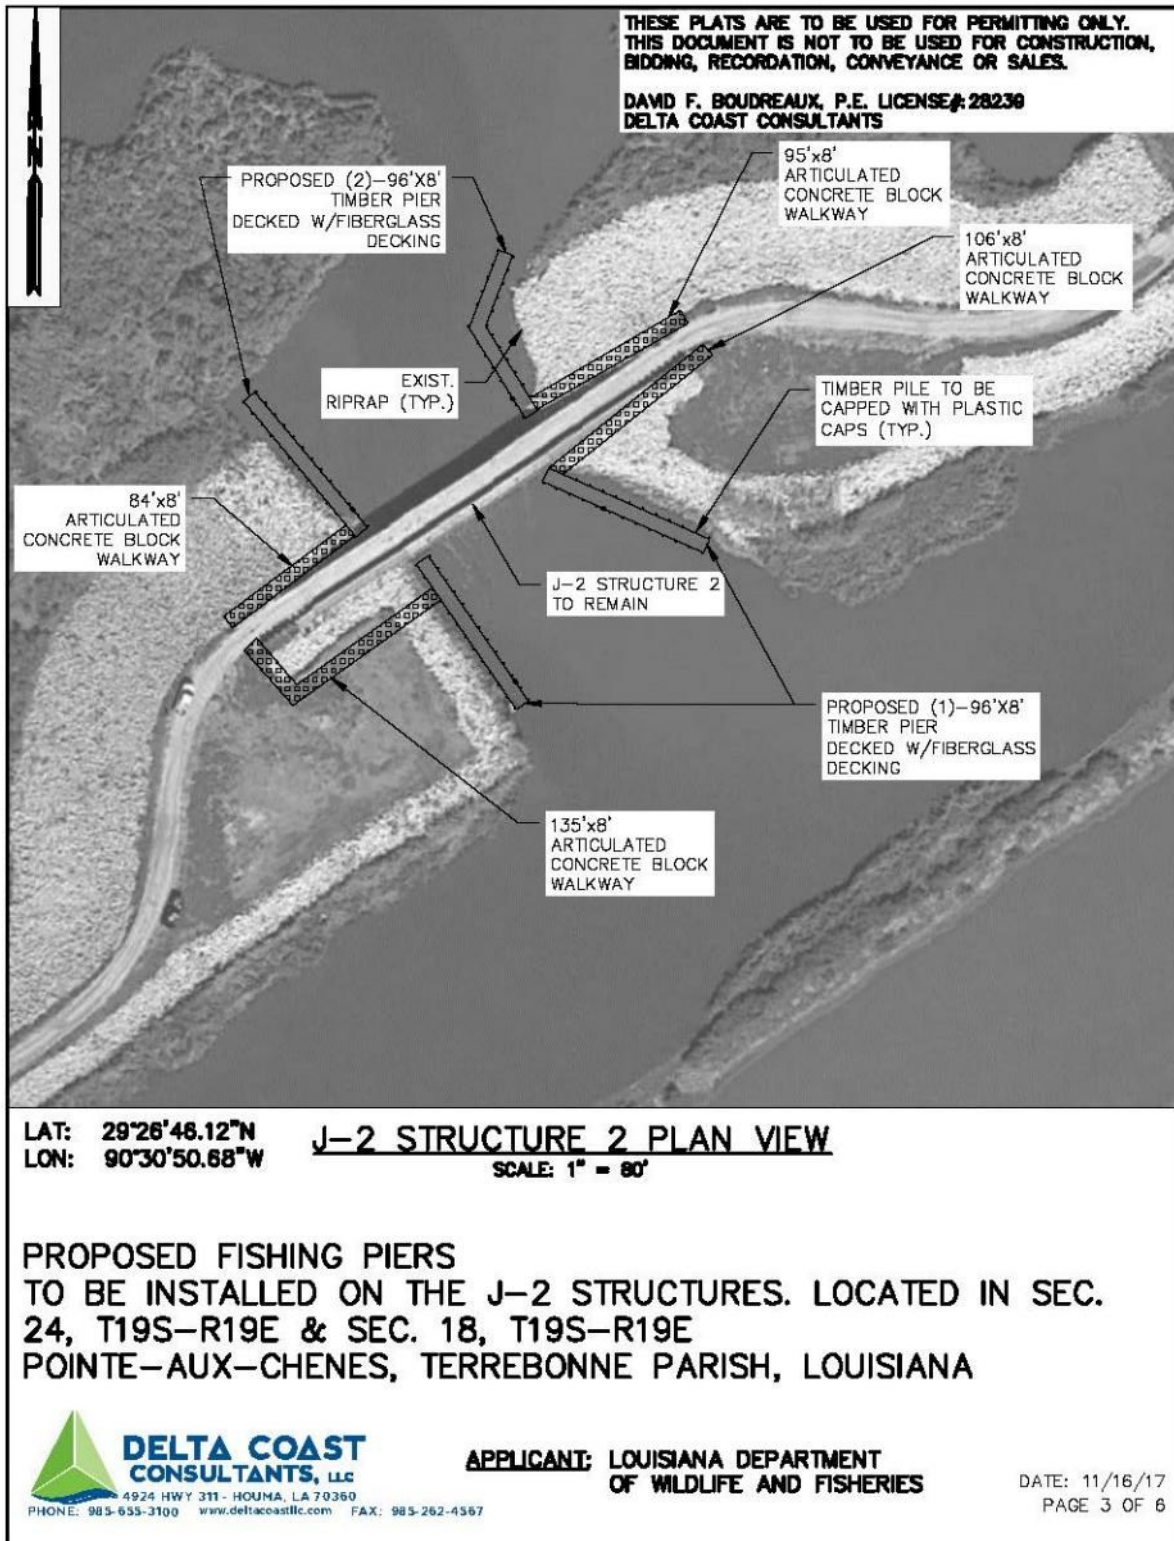 THESE PLATS ARE TO BE USED FOR PERMITTING ONLY.
THIS DOCUMENT IS NOT TO BE USED FOR CONSTRUCTION,
BIDDING, RECORDATION, CONVEYANCE OR SALES.
DAVID F. BOUDREAUX, P.E. LICENSE#: 28239
DELTA COAST CONSULTANTS
N
PROPOSED (2)-96'X8'
TIMBER PIER
DECKED W/FIBERGLASS
DECKING
95'x8'
ARTICULATED
CONCRETE BLOCK
WALKWAY
106'x8'
ARTICULATED
CONCRETE BLOCK
WALKWAY
EXIST.
RIPRAP (TYP.)
TIMBER PILE TO BE
CAPPED WITH PLASTIC
CAPS (TYP.)
84'x8'
ARTICULATED
CONCRETE BLOCK
WALKWAY
J-2 STRUCTURE 2
TO REMAIN
PROPOSED (1)-96'X8'
TIMBER PIER
DECKED W/FIBERGLASS
DECKING
135'x8'
ARTICULATED
CONCRETE BLOCK
WALKWAY
LAT: 29°26'46.12"N
LON: 90°30'50.68"W
J-2 STRUCTURE 2 PLAN VIEW
SCALE: 1" = 80'
PROPOSED FISHING PIERS
TO BE INSTALLED ON THE J-2 STRUCTURES. LOCATED IN SEC.
24, T19S-R19E & SEC. 18, T19S-R19E
POINTE-AUX-CHENES, TERREBONNE PARISH, LOUISIANA
DELTA COAST
CONSULTANTS, LLC
4924 HWY 311 - HOUMA, LA 70360
PHONE: 985-655-3100 www.deltacoastllc.com FAX: 985-262-4567
APPLICANT: LOUISIANA DEPARTMENT
OF WILDLIFE AND FISHERIES
DATE: 11/16/17
PAGE 3 OF 6